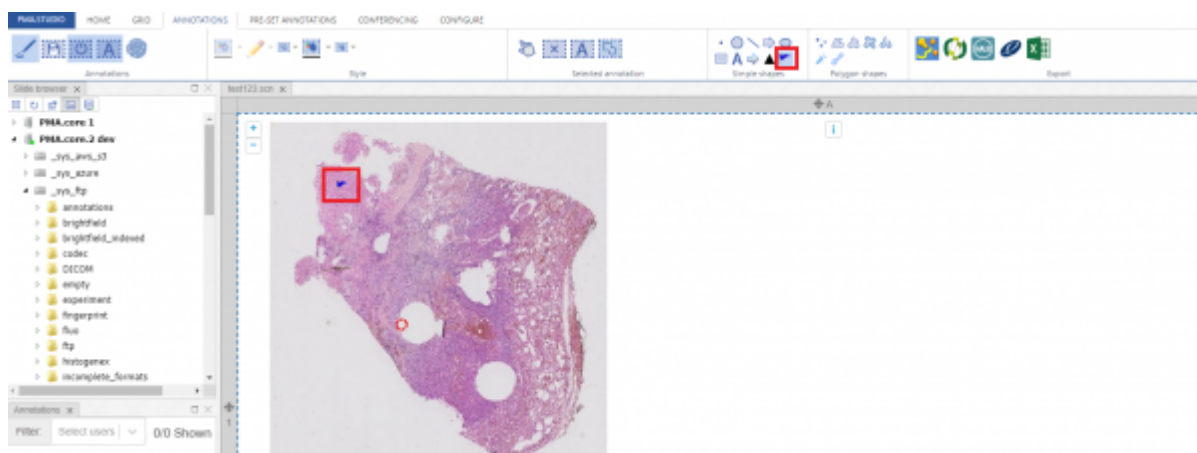 PMA.STUDIO HOME GRID ANNOTATIONS PRE-SET ANNOTATIONS CONFERENCING CONFIGURE
Annotations Style Selected annotation Simple shapes Polygon shapes Export
Slide browser test123.scn
A
PMA.core 1
PMA.core.2 dev
_sys_aws_s3
_sys_azure
_sys_ftp
annotations
brightfield
brightfield_indexed
codec
DICOM
empty
experiment
fingerprint
fluo
ftp
histogenex
incomplete_formats
Annotations
1
Filter: Select users 0/0 Shown